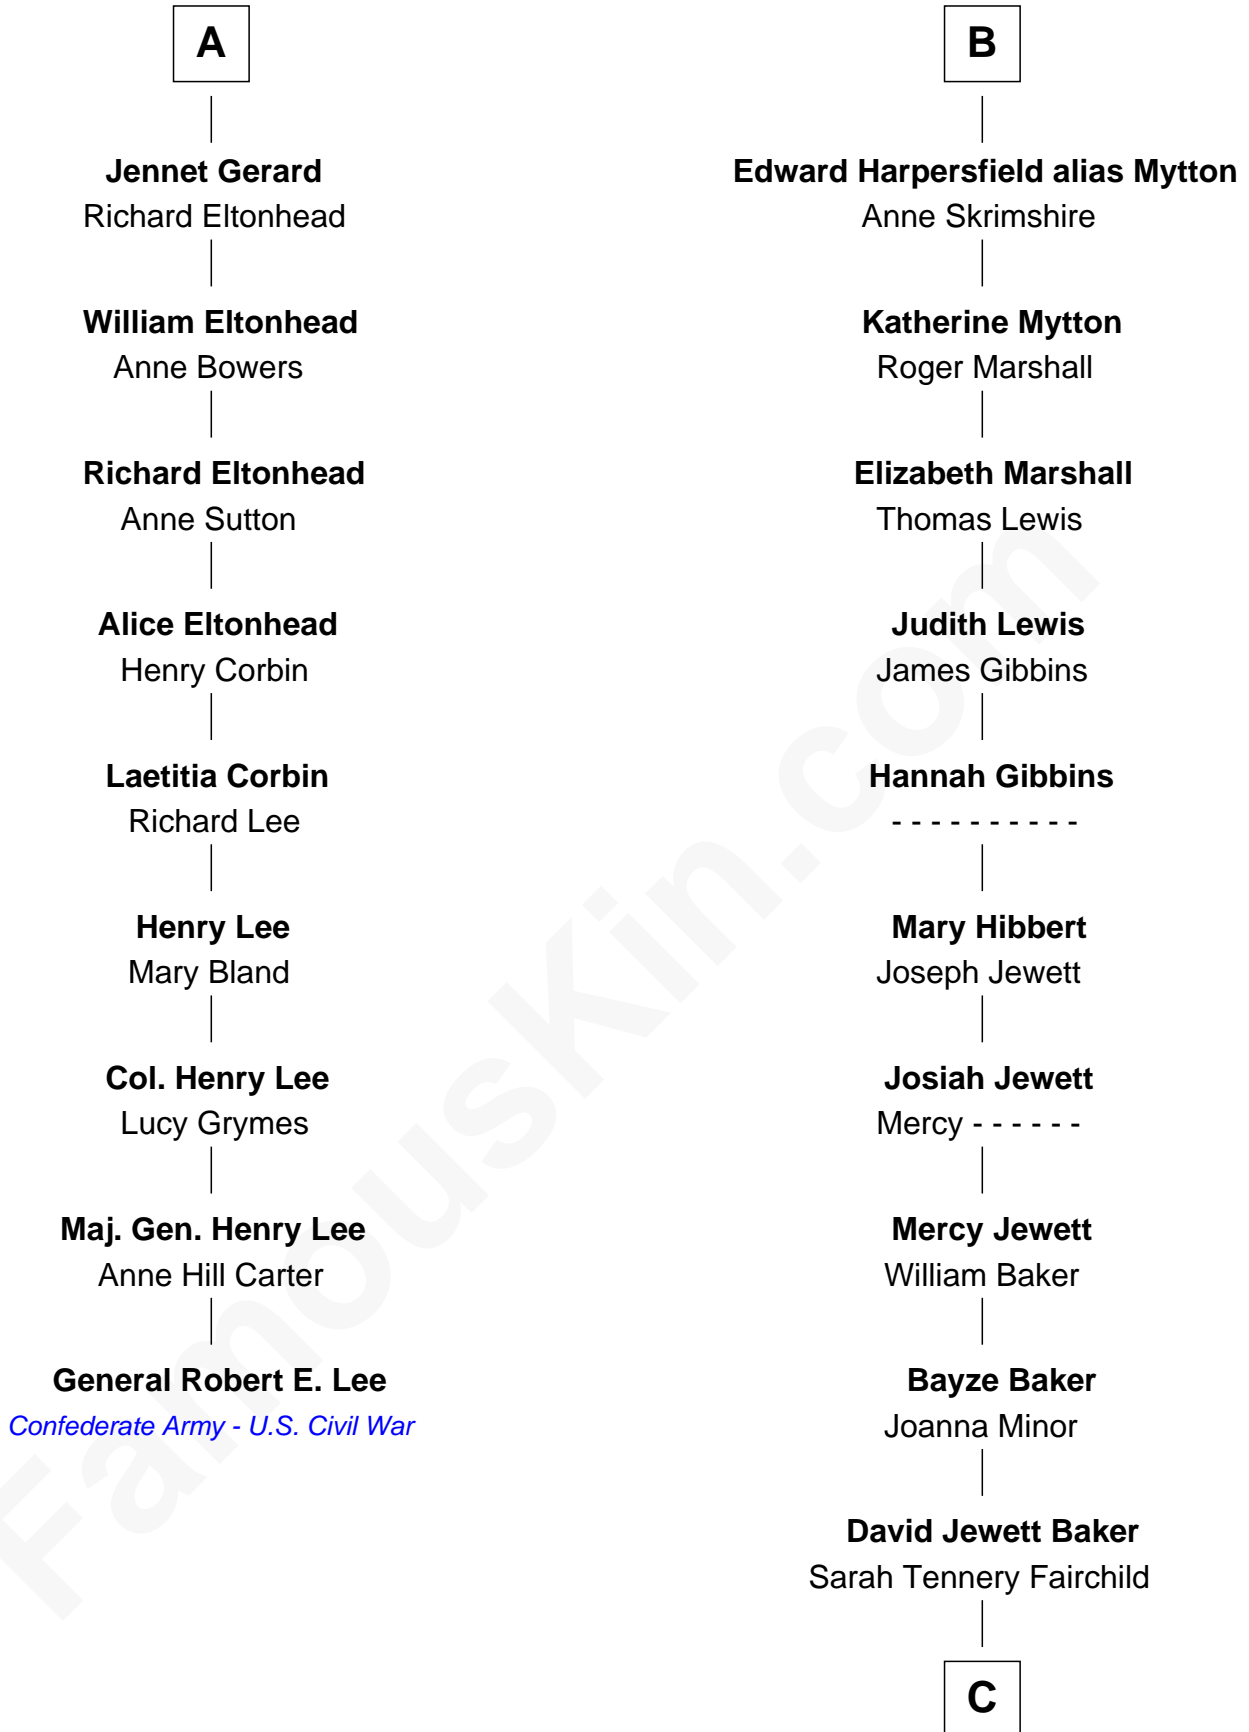 A
Jennet Gerard
Richard Eltonhead
William Eltonhead
Anne Bowers
Richard Eltonhead
Anne Sutton
Alice Eltonhead
Henry Corbin
Laetitia Corbin
Richard Lee
Henry Lee
Mary Bland
Col. Henry Lee
Lucy Grymes
Maj. Gen. Henry Lee
Anne Hill Carter
General Robert E. Lee
Confederate Army - U.S. Civil War
B
Edward Harpersfield alias Mytton
Anne Skrimshire
Katherine Mytton
Roger Marshall
Elizabeth Marshall
Thomas Lewis
Judith Lewis
James Gibbins
Hannah Gibbins
- - - - - - - - - -
Mary Hibbert
Joseph Jewett
Josiah Jewett
Mercy - - - - - -
Mercy Jewett
William Baker
Bayze Baker
Joanna Minor
David Jewett Baker
Sarah Tennery Fairchild
C
FamousKin.com